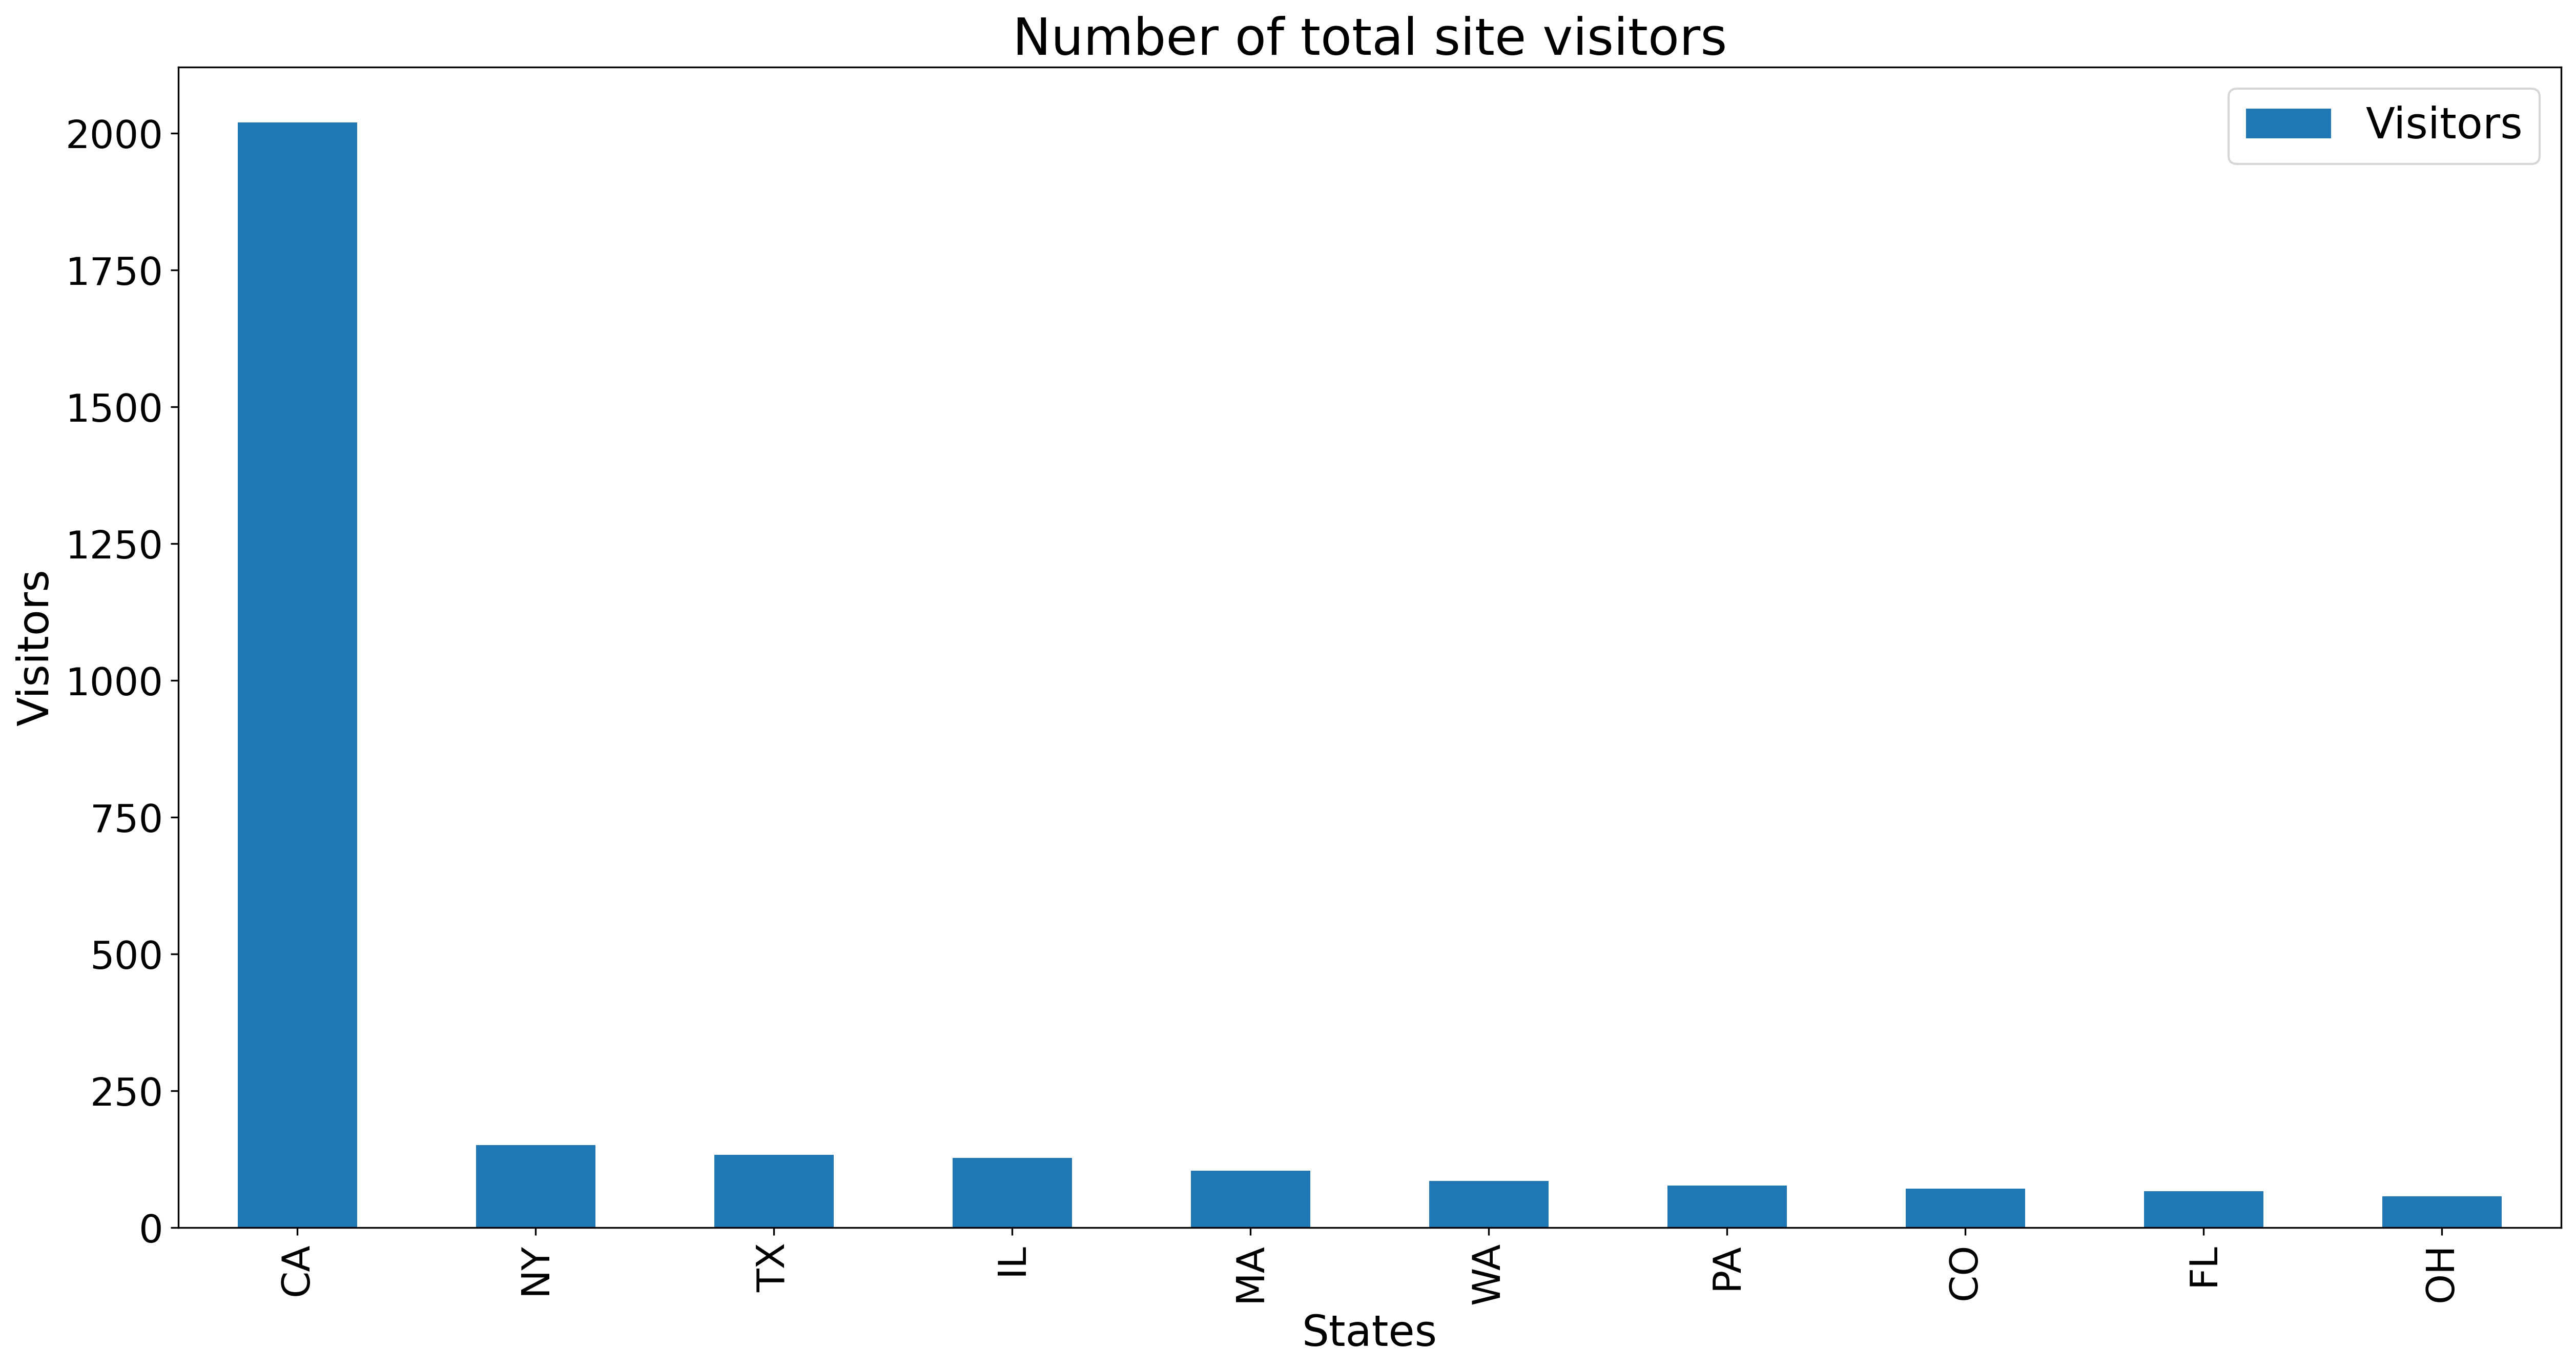 Number of total site visitors
Visitors
2000
1750
1500
1250
1000
750
500
250
0
Visitors
CA
NY
TX
IL
MA
WA
PA
CO
FL
OH
States